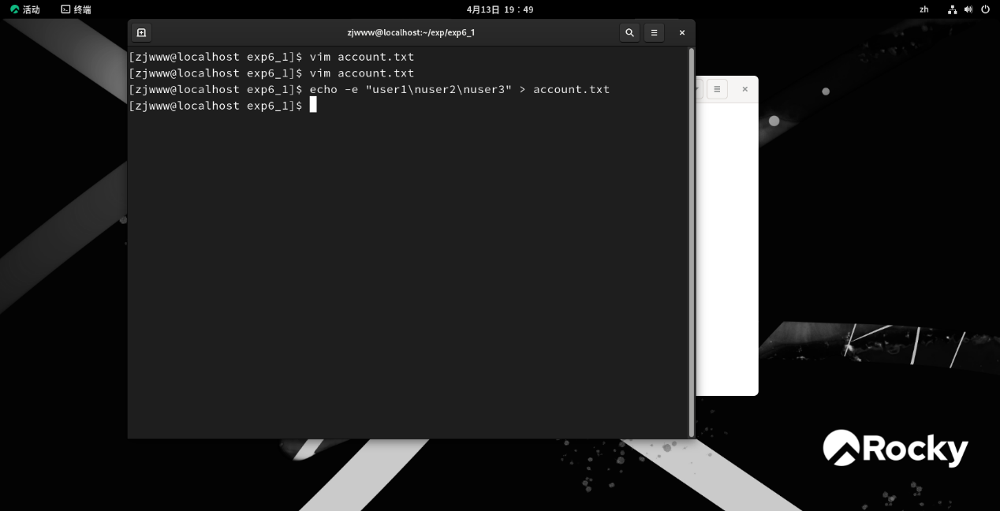 活动 终端 4月13日 19：49 zh
zjwww@localhost:~/exp/exp6_1
[zjwww@localhost exp6_1]$ vim account.txt
[zjwww@localhost exp6_1]$ vim account.txt
[zjwww@localhost exp6_1]$ echo -e "user1\nuser2\nuser3" > account.txt
[zjwww@localhost exp6_1]$
Rocky